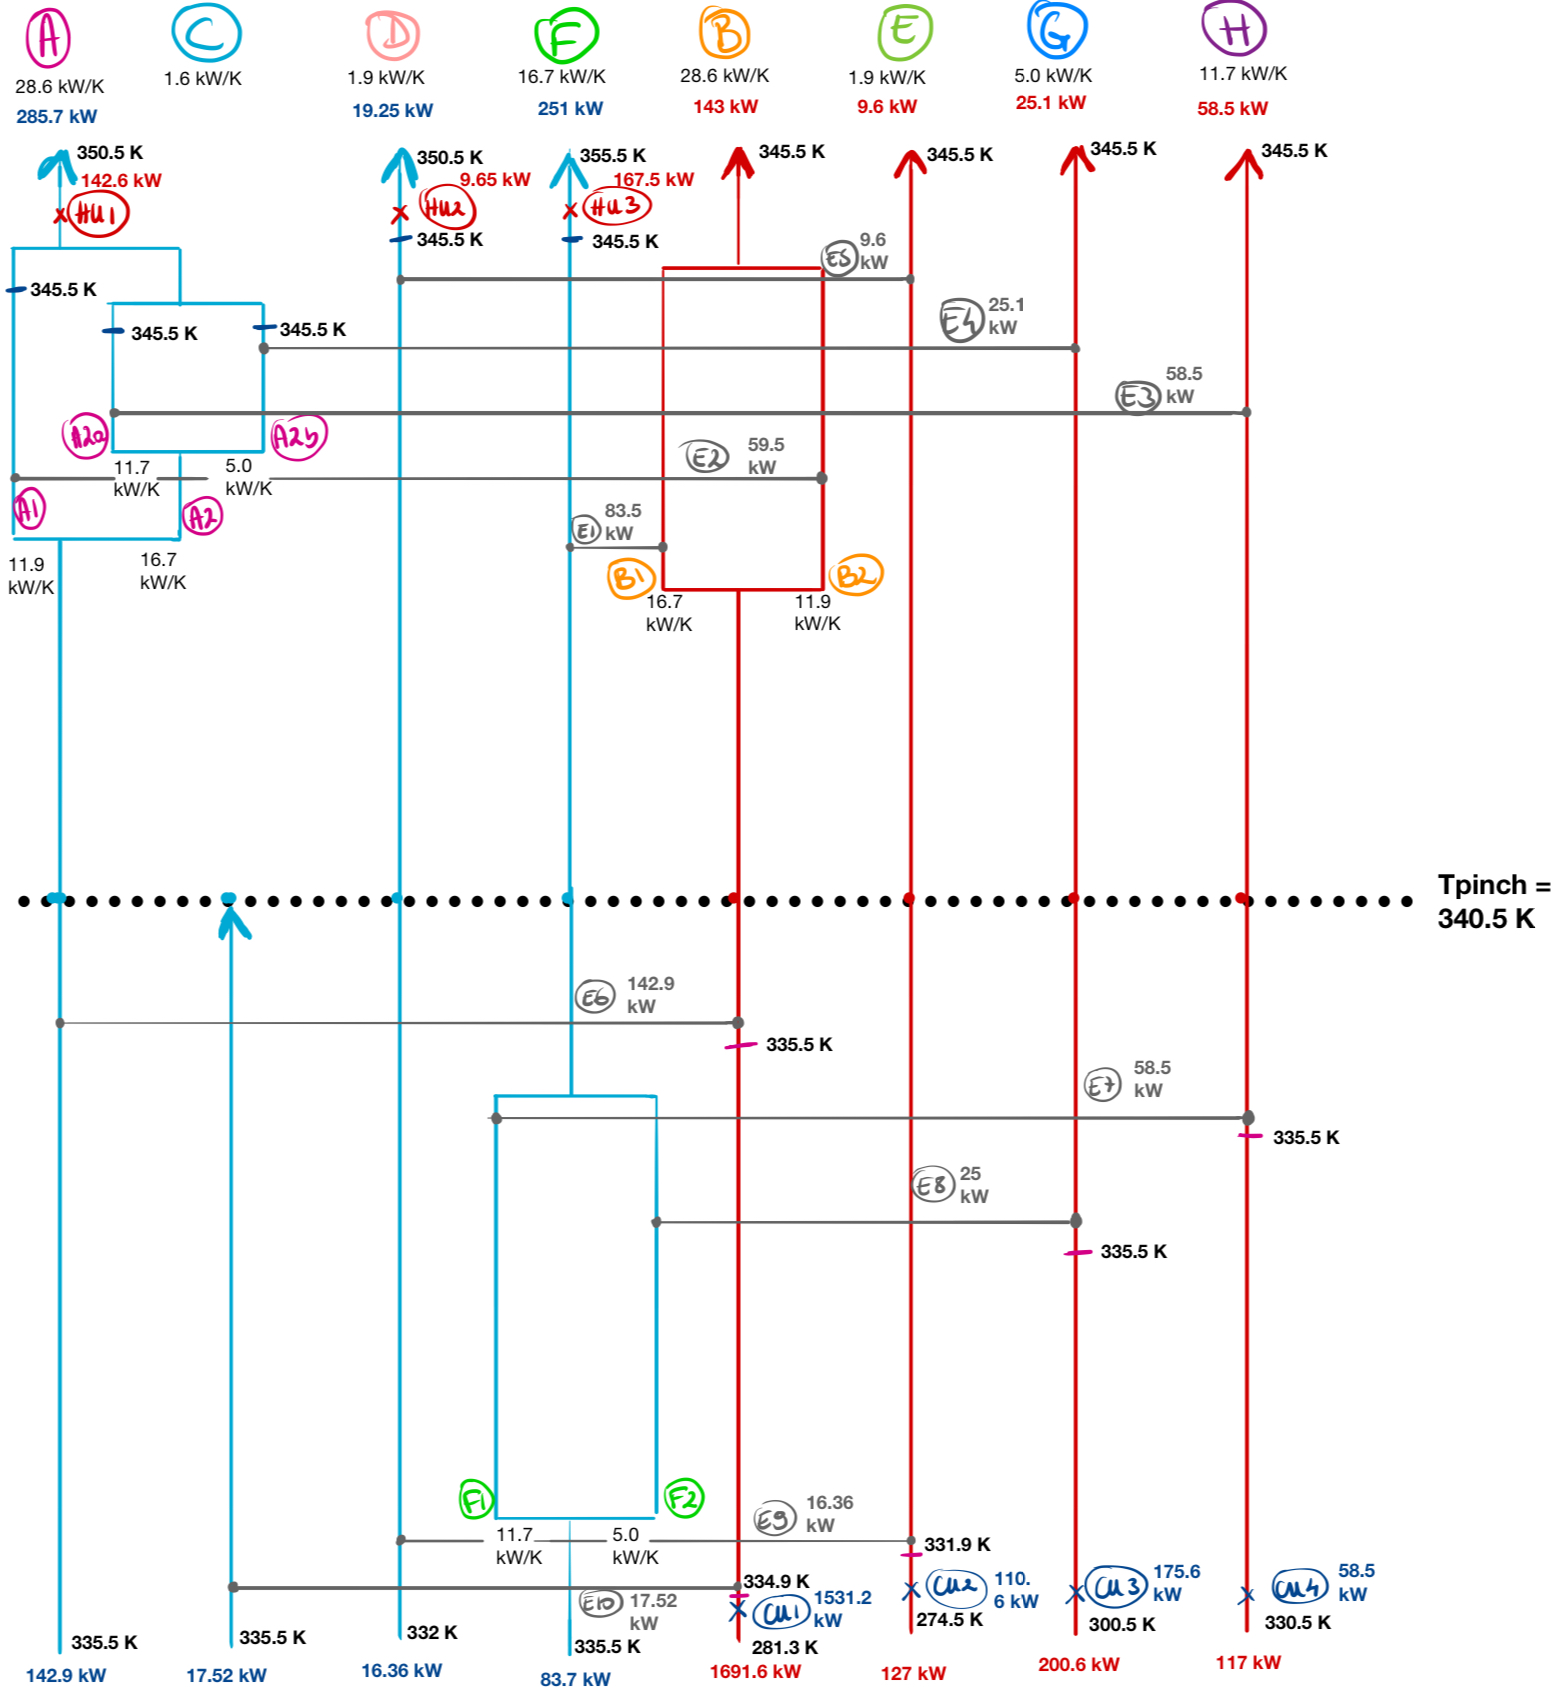 A
C
D
F
B
E
G
H
28.6 kW/K
1.6 kW/K
1.9 kW/K
16.7 kW/K
28.6 kW/K
1.9 kW/K
5.0 kW/K
11.7 kW/K
285.7 kW
19.25 kW
251 kW
143 kW
9.6 kW
25.1 kW
58.5 kW
350.5 K
350.5 K
355.5 K
345.5 K
345.5 K
345.5 K
345.5 K
142.6 kW
9.65 kW
167.5 kW
HU1
HU2
HU3
345.5 K
345.5 K
E5
9.6
kW
345.5 K
345.5 K
345.5 K
E4
25.1
kW
E3
58.5
kW
A2a
A2b
E2
59.5
kW
11.7
kW/K
5.0
kW/K
A1
A2
E1
83.5
kW
11.9
kW/K
16.7
kW/K
B1
B2
16.7
kW/K
11.9
kW/K
Tpinch =
340.5 K
E6
142.9
kW
335.5 K
E7
58.5
kW
335.5 K
E8
25
kW
335.5 K
F1
F2
E9
16.36
kW
11.7
kW/K
5.0
kW/K
331.9 K
334.9 K
E10
17.52
kW
CU1
1531.2
kW
CU2
110.
6 kW
CU3
175.6
kW
CU4
58.5
kW
335.5 K
335.5 K
332 K
335.5 K
281.3 K
274.5 K
300.5 K
330.5 K
142.9 kW
17.52 kW
16.36 kW
83.7 kW
1691.6 kW
127 kW
200.6 kW
117 kW